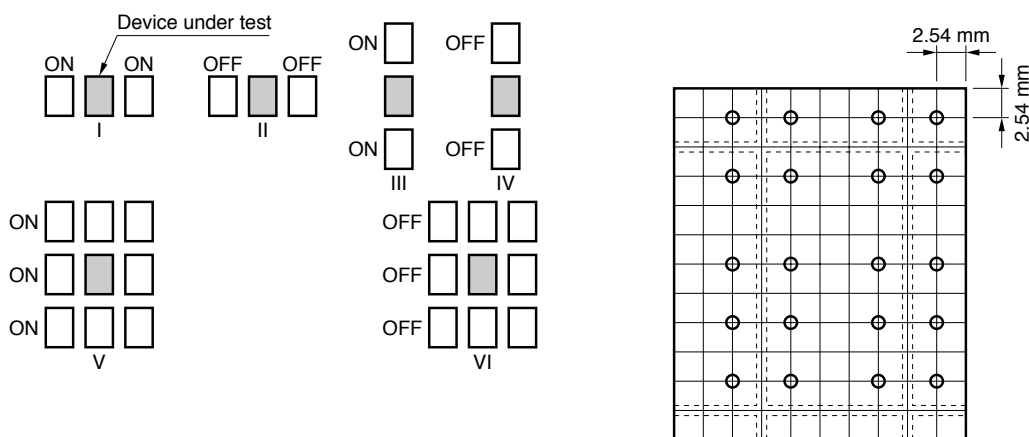 Device under test
ON ON
I
OFF OFF
II
ON
ON
III
OFF
OFF
IV
ON
ON
ON
V
OFF
OFF
OFF
VI
2.54 mm
2.54 mm